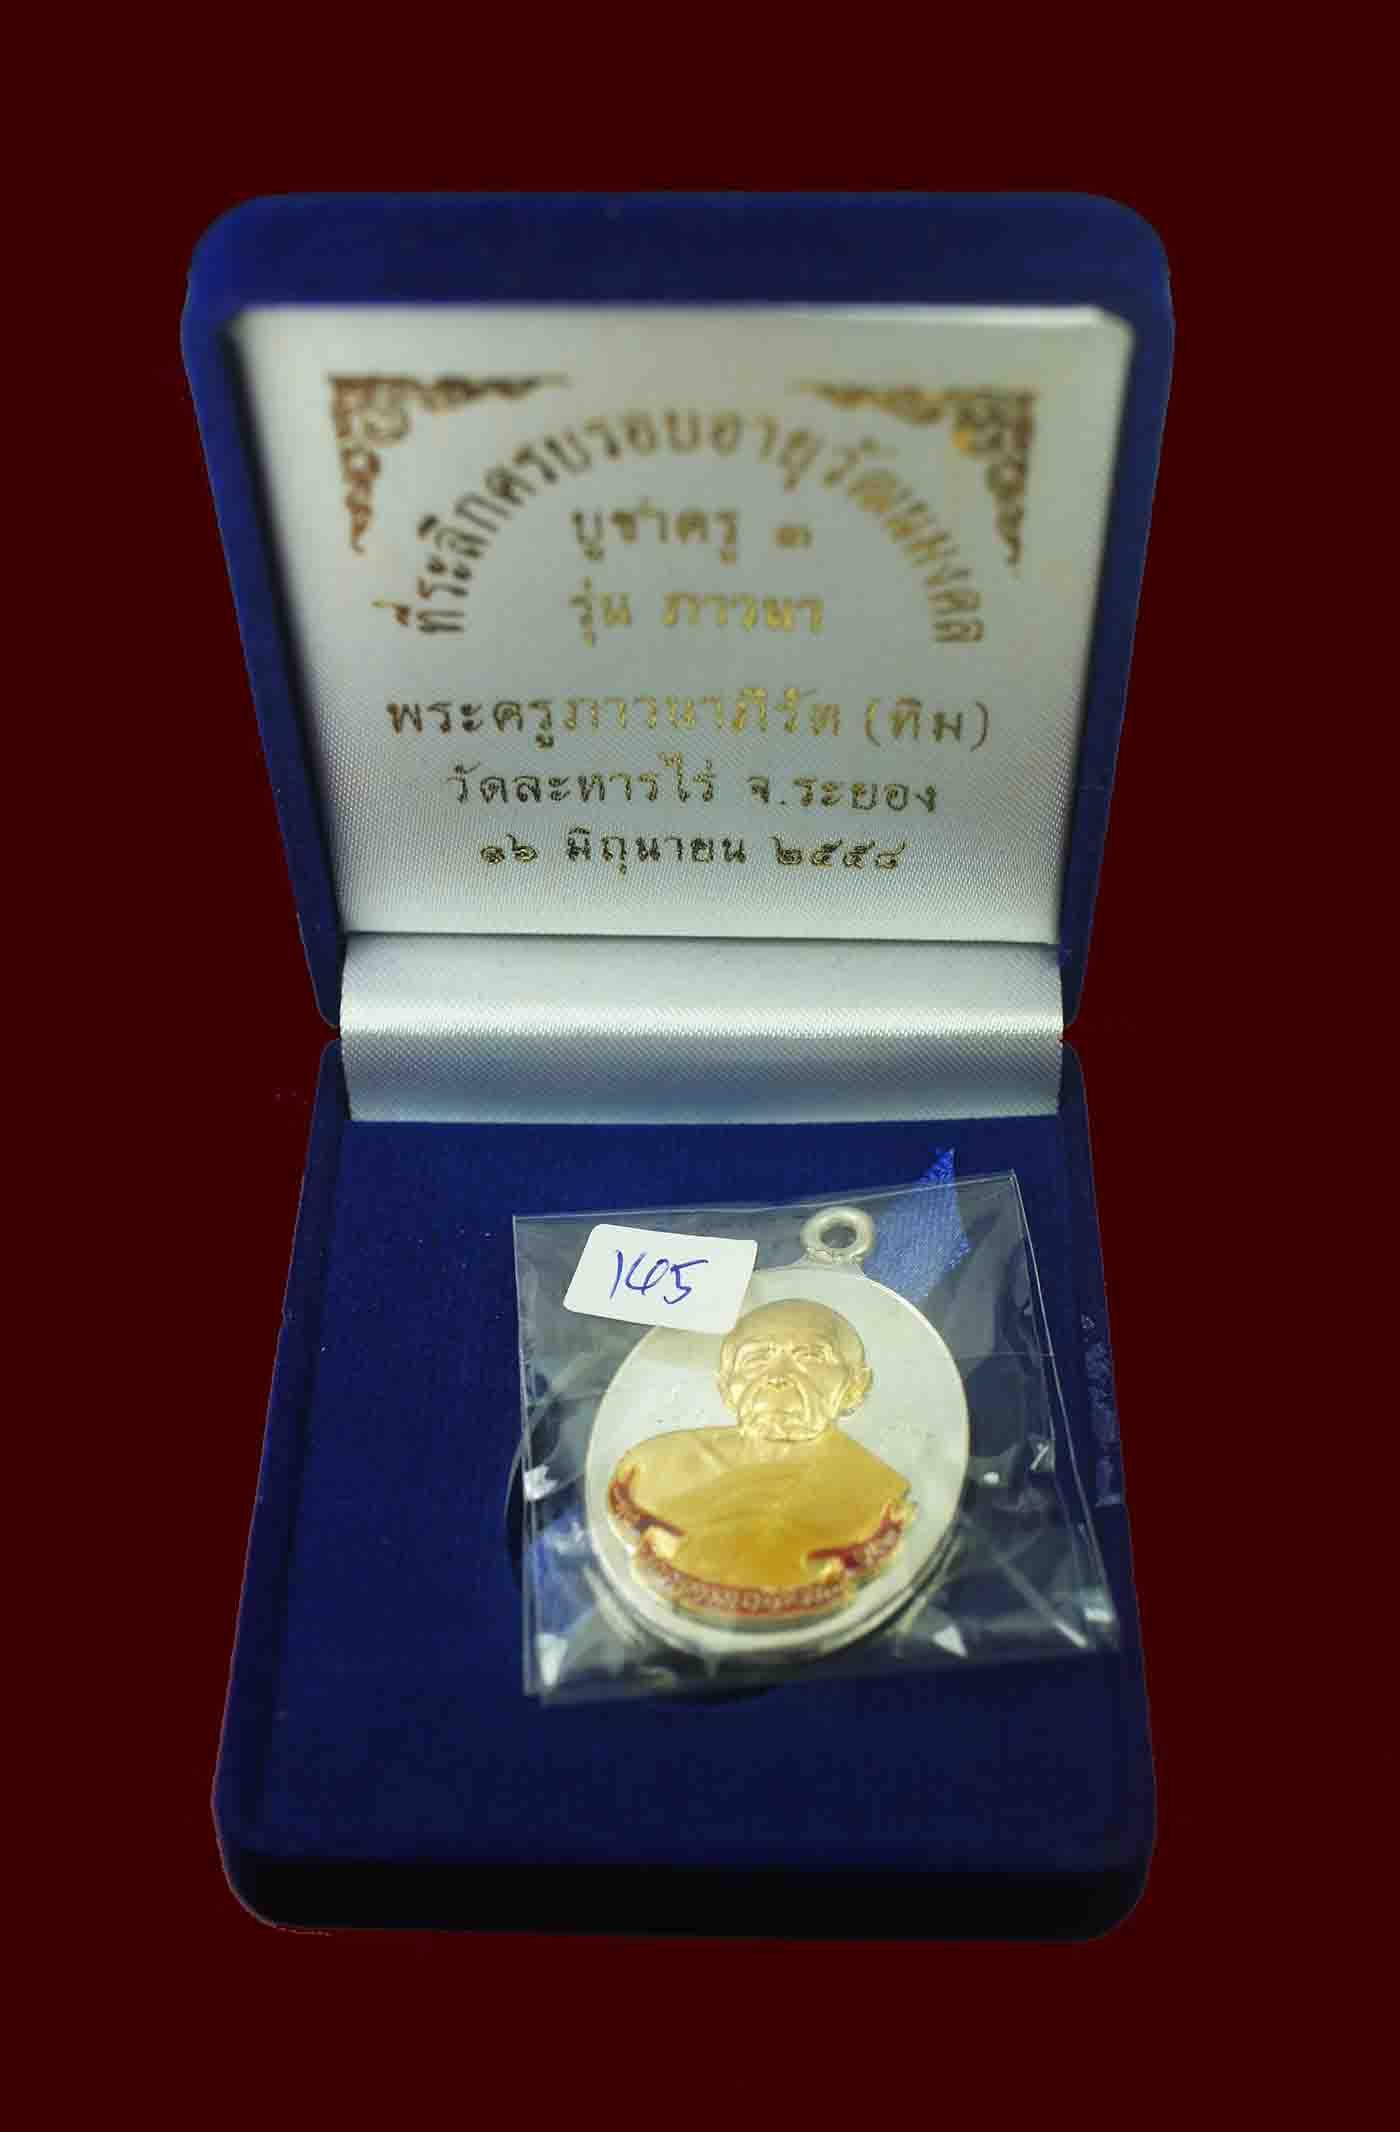 ที่ระลึกครบรอบอายุวัฒนมงคล
บูชาครู ๓
รุ่น ภาวนา
พระครูภาวนาภิรัต (ทิม)
วัดละหารไร่ จ.ระยอง
๑๖ มิถุนายน ๒๕๕๘
145